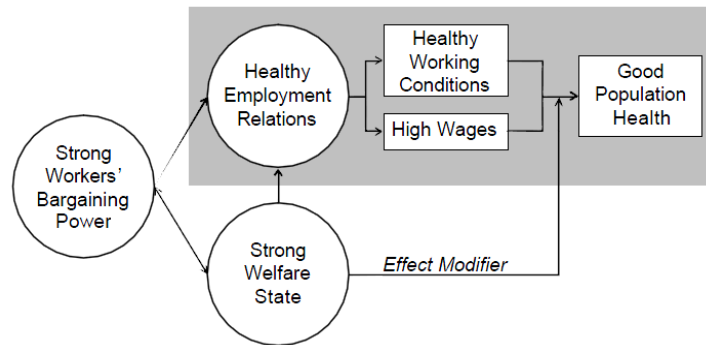 Healthy
Employment
Relations
Healthy
Working
Conditions
High Wages
Good
Population
Health
Strong
Workers'
Bargaining
Power
Strong
Welfare
State
Effect Modifier